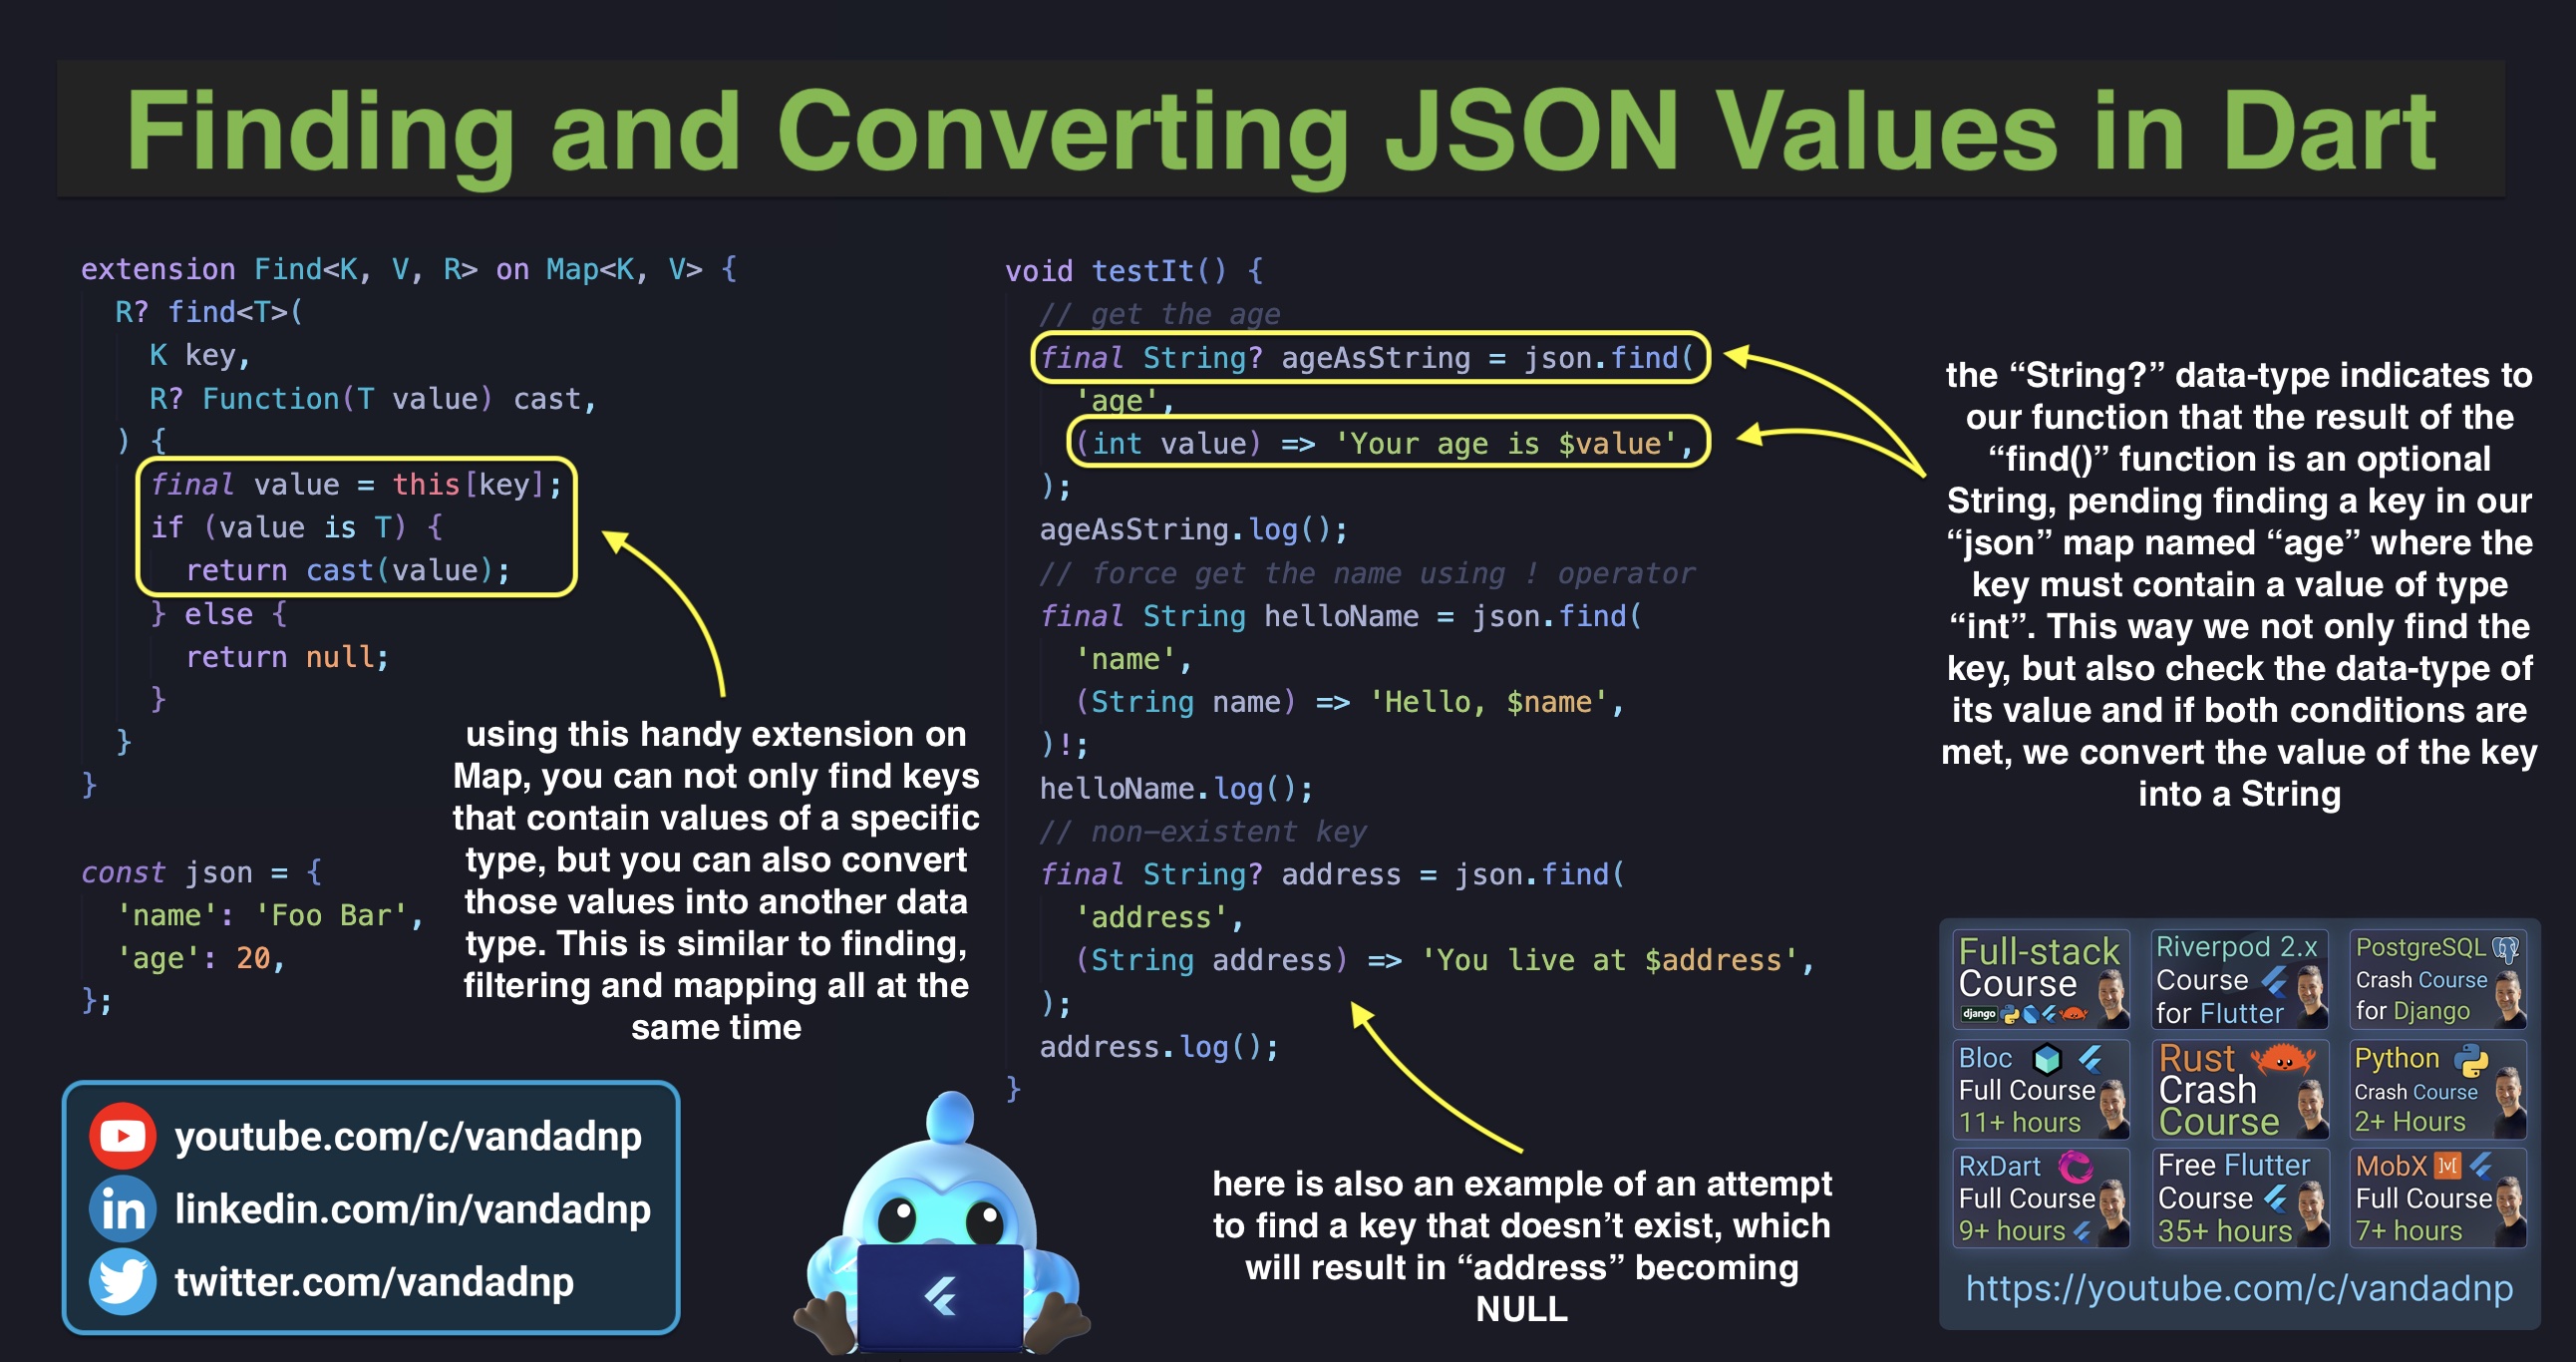 Finding and Converting JSON Values in Dart
extension Find<K, V, R> on Map<K, V> {
R? find<T>(
K key,
R? Function(T value) cast,
) {
final value = this[key];
if (value is T) {
return cast(value);
} else {
return null;
}
}
}
using this handy extension on
Map, you can not only find keys
that contain values of a specific
type, but you can also convert
those values into another data
type. This is similar to finding,
filtering and mapping all at the
same time
const json = {
'name': 'Foo Bar',
'age': 20,
};
void testIt() {
// get the age
final String? ageAsString = json.find(
'age',
(int value) => 'Your age is $value',
);
ageAsString.log();
// force get the name using ! operator
final String helloName = json.find(
'name',
(String name) => 'Hello, $name',
)!;
helloName.log();
// non-existent key
final String? address = json.find(
'address',
(String address) => 'You live at $address',
);
address.log();
}
the “String?” data-type indicates to
our function that the result of the
“find()” function is an optional
String, pending finding a key in our
“json” map named “age” where the
key must contain a value of type
“int”. This way we not only find the
key, but also check the data-type of
its value and if both conditions are
met, we convert the value of the key
into a String
here is also an example of an attempt
to find a key that doesn’t exist, which
will result in “address” becoming
NULL
youtube.com/c/vandadnp
in linkedin.com/in/vandadnp
twitter.com/vandadnp
Full-stack
Course
django
Riverpod 2.x
Course
for Flutter
PostgreSQL
Crash Course
for Django
Bloc
Full Course
11+ hours
Rust
Crash
Course
Python
Crash Course
2+ Hours
RxDart
Full Course
9+ hours
Free Flutter
Course
35+ hours
MobX ]v[
Full Course
7+ hours
https://youtube.com/c/vandadnp